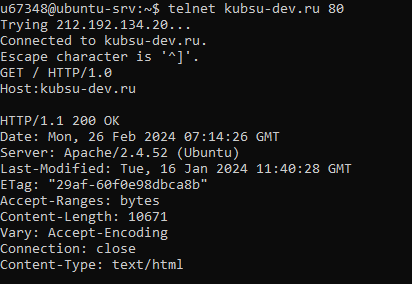 u67348@ubuntu-srv:~$ telnet kubsu-dev.ru 80
Trying 212.192.134.20...
Connected to kubsu-dev.ru.
Escape character is '^]'.
GET / HTTP/1.0
Host:kubsu-dev.ru

HTTP/1.1 200 OK
Date: Mon, 26 Feb 2024 07:14:26 GMT
Server: Apache/2.4.52 (Ubuntu)
Last-Modified: Tue, 16 Jan 2024 11:40:28 GMT
ETag: "29af-60f0e98dbca8b"
Accept-Ranges: bytes
Content-Length: 10671
Vary: Accept-Encoding
Connection: close
Content-Type: text/html